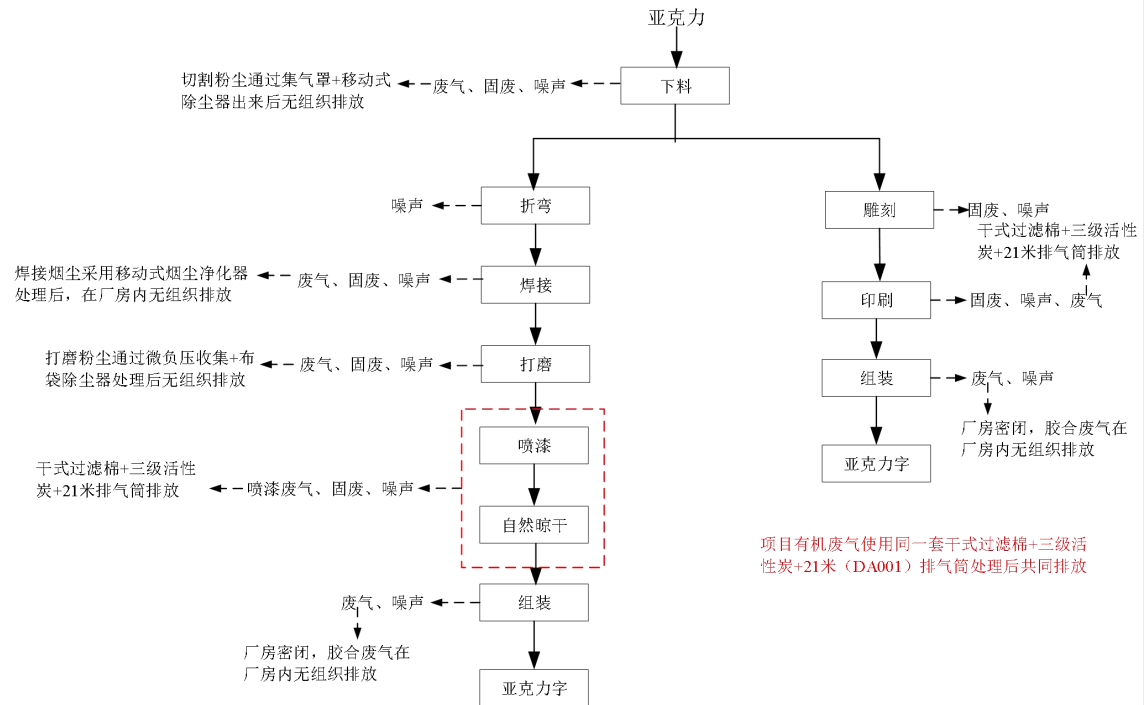 亚克力
切割粉尘通过集气罩+移动式
除尘器出来后无组织排放
废气、固废、噪声
下料
噪声
折弯
雕刻
固废、噪声
干式过滤棉+三级活性
炭+21米排气筒排放
焊接烟尘采用移动式烟尘净化器
处理后，在厂房内无组织排放
废气、固废、噪声
焊接
印刷
固废、噪声、废气
打磨粉尘通过微负压收集+布
袋除尘器处理后无组织排放
废气、固废、噪声
打磨
组装
废气、噪声
厂房密闭，胶合废气在
厂房内无组织排放
喷漆
亚克力字
干式过滤棉+三级活性
炭+21米排气筒排放
喷漆废气、固废、噪声
自然晾干
项目有机废气使用同一套干式过滤棉+三级活
性炭+21米（DA001）排气筒处理后共同排放
废气、噪声
组装
厂房密闭，胶合废气在
厂房内无组织排放
亚克力字